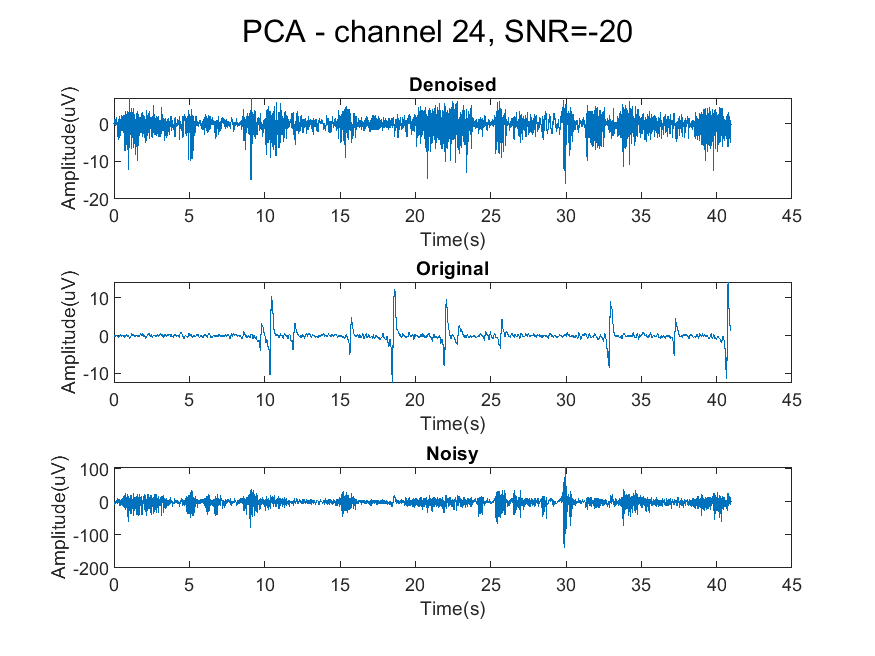 PCA - channel 24, SNR=-20
Denoised
Amplitude(uV)
0
-10
-20
0 5 10 15 20 25 30 35 40 45
Time(s)
Original
Amplitude(uV)
10
0
-10
0 5 10 15 20 25 30 35 40 45
Time(s)
Noisy
Amplitude(uV)
100
0
-100
-200
0 5 10 15 20 25 30 35 40 45
Time(s)